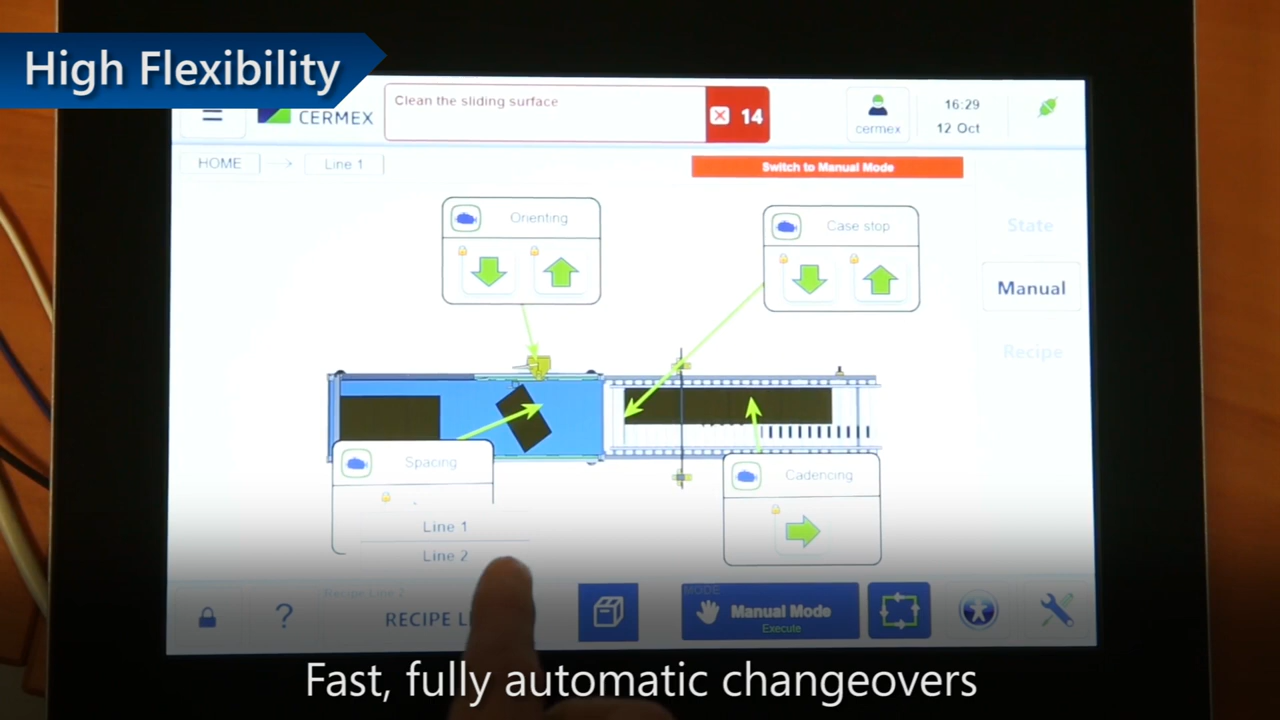 High Flexibility
CERMEX
Clean the sliding surface
14
cermex
16:29
12 Oct
HOME
Line 1
Switch to Manual Mode
Orienting
Case stop
State
Manual
Recipe
Spacing
Cadencing
Line 1
Line 2
Recipe Line 2
?
RECIPE
MODE
Manual Mode
Execute
Fast, fully automatic changeovers